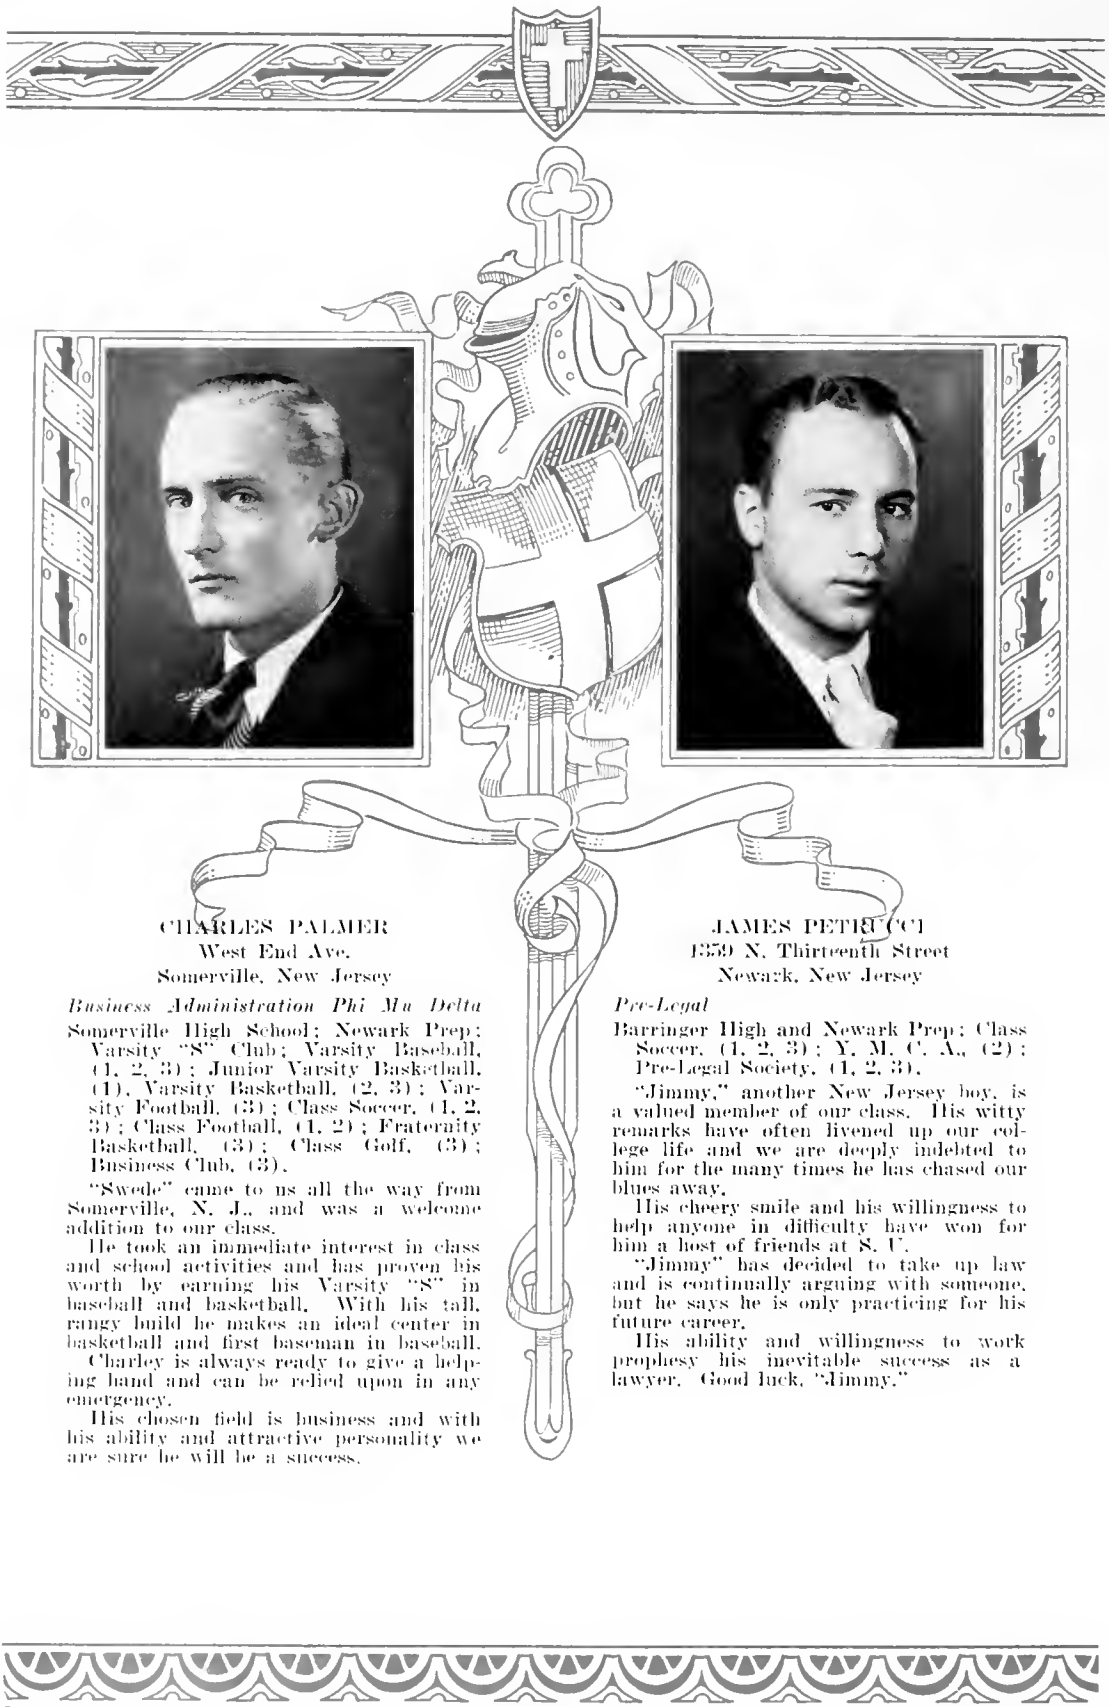 CHARLES PALMER
West End Ave.
Somerville, New Jersey
Business Administration Phi Mu Delta
Somerville High School; Newark Prep;
Varsity "S" Club; Varsity Baseball,
(1, 2, 3); Junior Varsity Basketball,
(1), Varsity Basketball, (2, 3); Var-
sity Football, (3); Class Soccer, (1, 2,
3); Class Football, (1, 2); Fraternity
Basketball, (3); Class Golf, (3);
Business Club, (3).
"Swede" came to us all the way from
Somerville, N. J., and was a welcome
addition to our class.
He took an immediate interest in class
and school activities and has proven his
worth by earning his Varsity "S" in
baseball and basketball. With his tall,
rangy build he makes an ideal center in
basketball and first baseman in baseball.
Charley is always ready to give a help-
ing hand and can be relied upon in any
emergency.
His chosen field is business and with
his ability and attractive personality we
are sure he will be a success.
JAMES PETRUCCI
1359 N. Thirteenth Street
Newark, New Jersey
Pre-Legal
Barringer High and Newark Prep; Class
Soccer, (1, 2, 3); Y. M. C. A., (2);
Pre-Legal Society, (1, 2, 3).
"Jimmy," another New Jersey boy, is
a valued member of our class. His witty
remarks have often livened up our col-
lege life and we are deeply indebted to
him for the many times he has chased our
blues away.
His cheery smile and his willingness to
help anyone in difficulty have won for
him a host of friends at S. U.
"Jimmy" has decided to take up law
and is continually arguing with someone,
but he says he is only practicing for his
future career.
His ability and willingness to work
prophesy his inevitable success as a
lawyer. Good luck, "Jimmy."